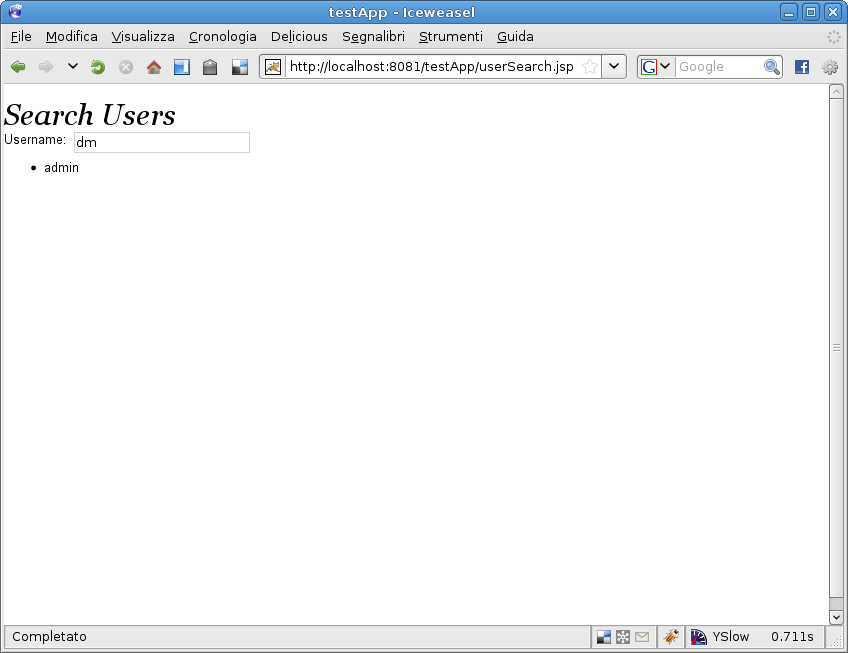 testApp - Iceweasel
File Modifica Visualizza Cronologia Delicious Segnalibri Strumenti Guida
http://localhost:8081/testApp/userSearch.jsp G Google f
Search Users
Username: dm
• admin
Completato YSlow 0.711s